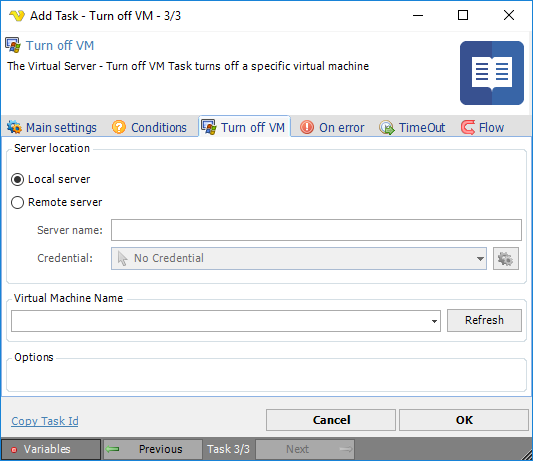 Add Task - Turn off VM - 3/3
Turn off VM
The Virtual Server - Turn off VM Task turns off a specific virtual machine
Main settings Conditions Turn off VM On error TimeOut Flow
Server location
Local server
Remote server
Server name:
Credential: No Credential
Virtual Machine Name
Refresh
Options
Copy Task Id Cancel OK
Variables Previous Task 3/3 Next